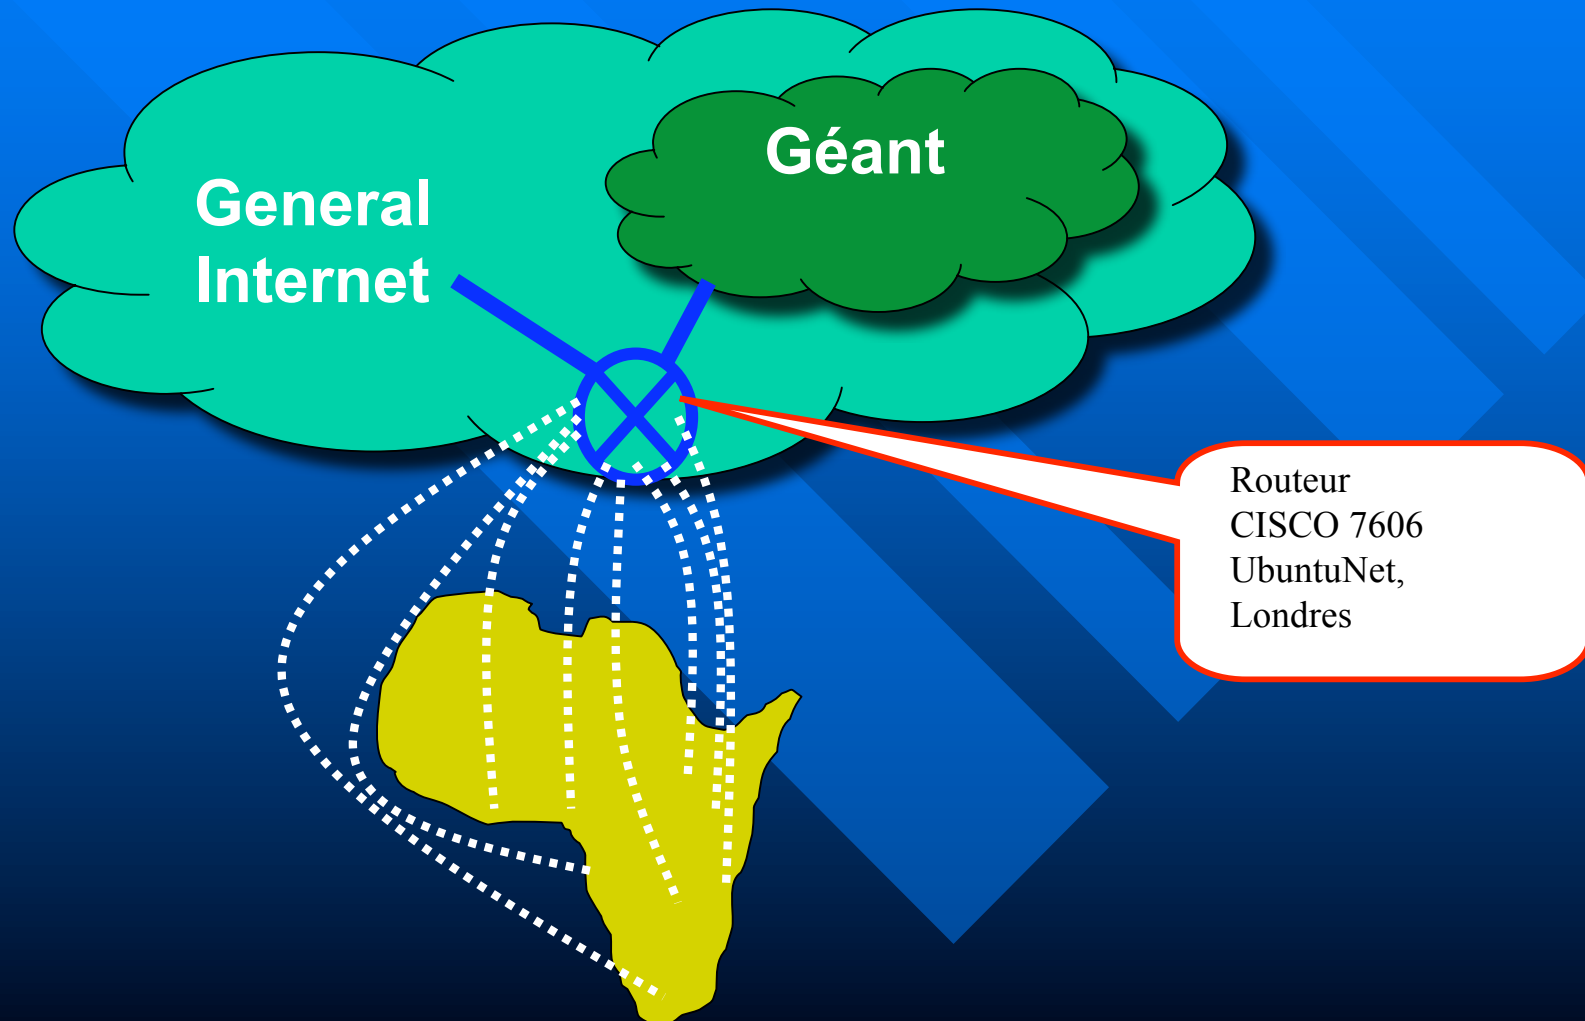 General
Internet
Géant
Routeur
CISCO 7606
UbuntuNet,
Londres